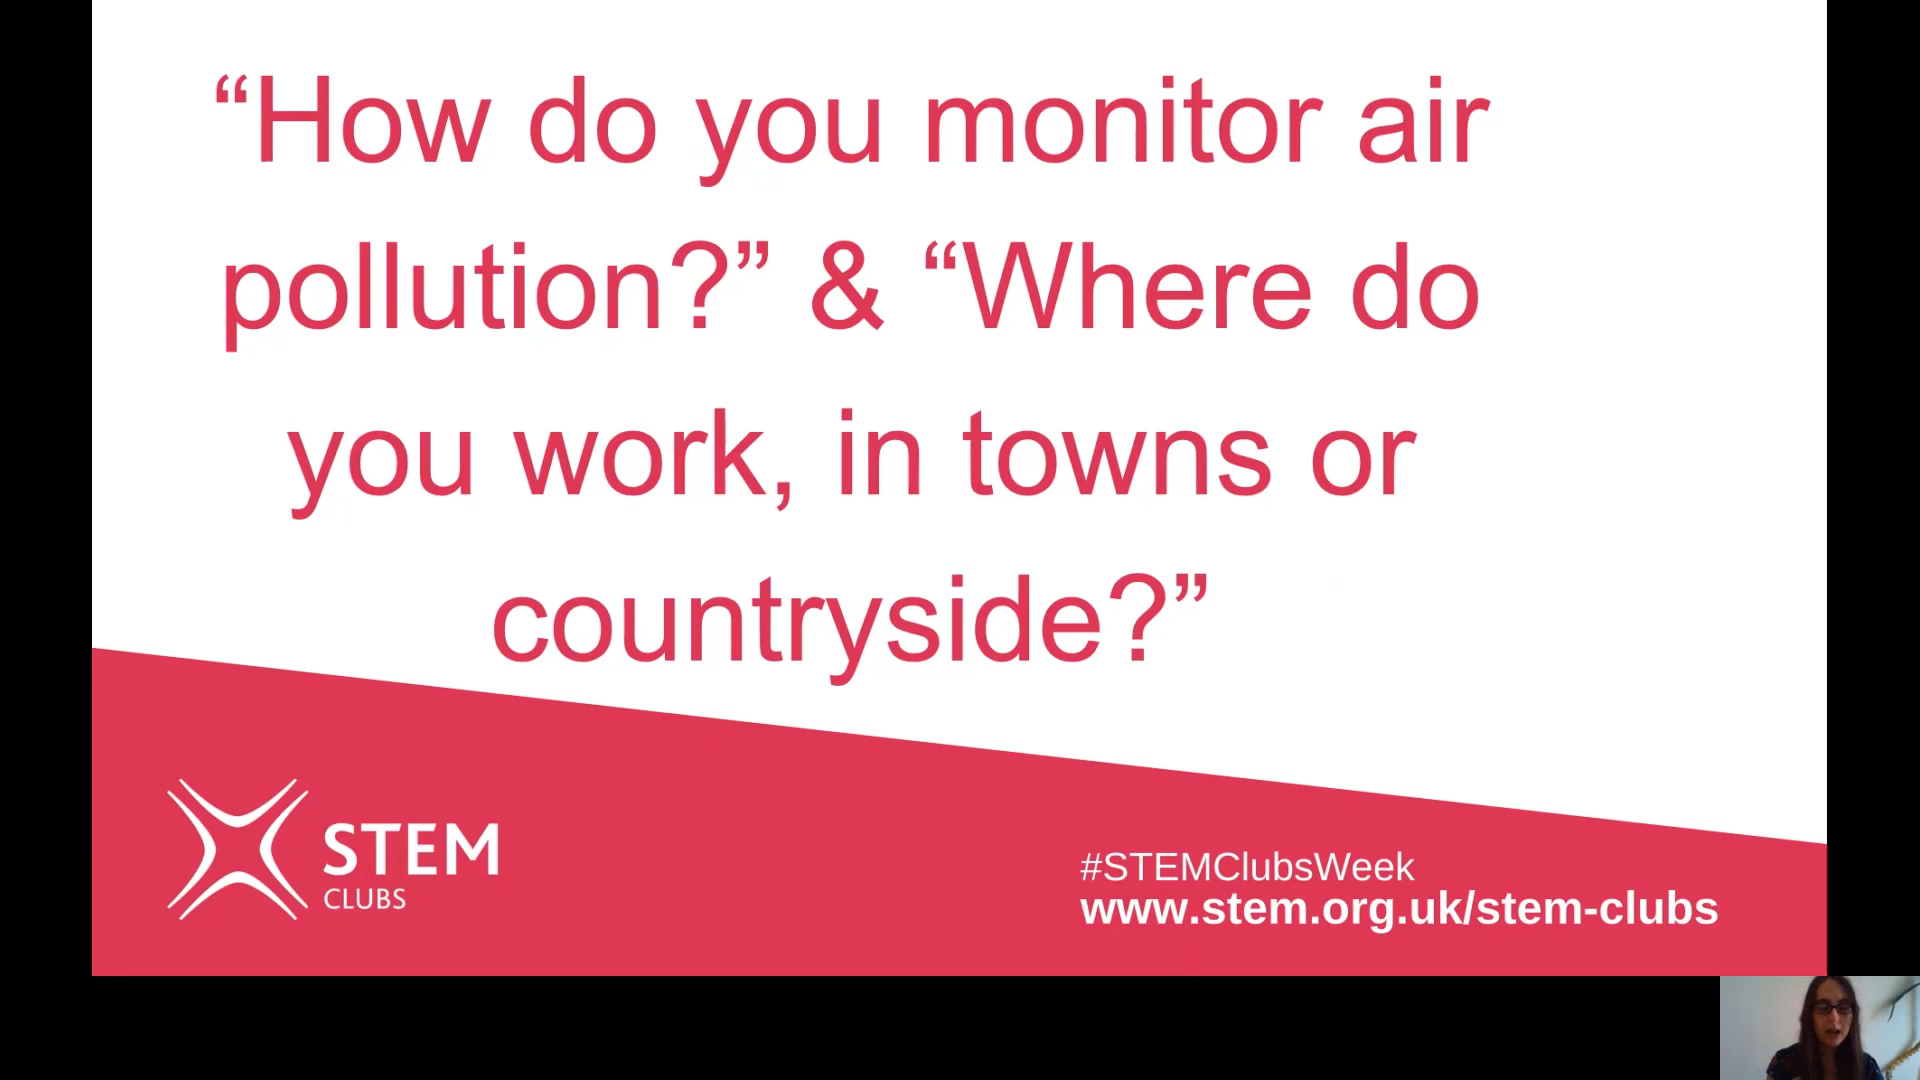 “How do you monitor air
pollution?” & “Where do
you work, in towns or
countryside?”
STEM
CLUBS
#STEMClubsWeek
www.stem.org.uk/stem-clubs